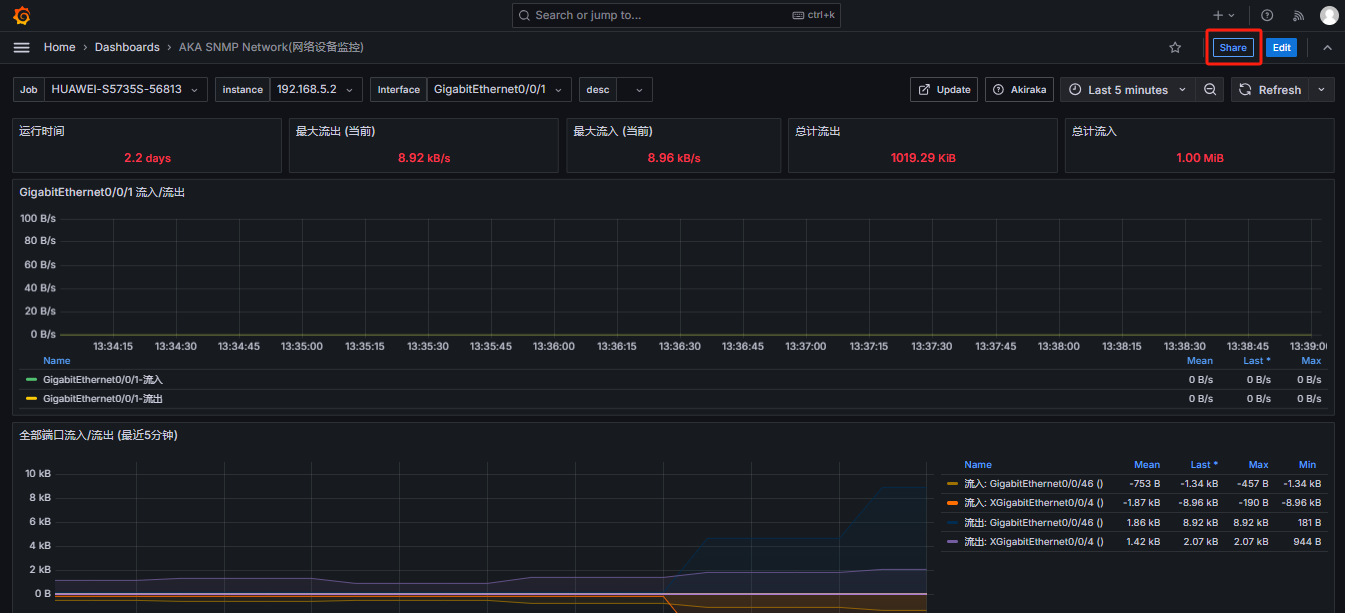 Search or jump to... ctrl+k
Home › Dashboards › AKA SNMP Network(网络设备监控) Share Edit
Job HUAWEI-S5735S-56813 instance 192.168.5.2 Interface GigabitEthernet0/0/1 desc Update Akiraka Last 5 minutes Refresh
运行时间 最大流出 (当前) 最大流入 (当前) 总计流出 总计流入
2.2 days 8.92 kB/s 8.96 kB/s 1019.29 KiB 1.00 MiB
GigabitEthernet0/0/1 流入/流出
100 B/s
80 B/s
60 B/s
40 B/s
20 B/s
0 B/s
13:34:15 13:34:30 13:34:45 13:35:00 13:35:15 13:35:30 13:35:45 13:36:00 13:36:15 13:36:30 13:36:45 13:37:00 13:37:15 13:37:30 13:37:45 13:38:00 13:38:15 13:38:30 13:38:45 13:39:0
Name Mean Last * Max
GigabitEthernet0/0/1-流入 0 B/s 0 B/s 0 B/s
GigabitEthernet0/0/1-流出 0 B/s 0 B/s 0 B/s
全部端口流入/流出 (最近5分钟)
10 kB
8 kB
6 kB
4 kB
2 kB
0 B
Name Mean Last * Max Min
流入: GigabitEthernet0/0/46 () -753 B -1.34 kB -457 B -1.34 kB
流入: XGigabitEthernet0/0/4 () -1.87 kB -8.96 kB -190 B -8.96 kB
流出: GigabitEthernet0/0/46 () 1.86 kB 8.92 kB 8.92 kB 181 B
流出: XGigabitEthernet0/0/4 () 1.42 kB 2.07 kB 2.07 kB 944 B